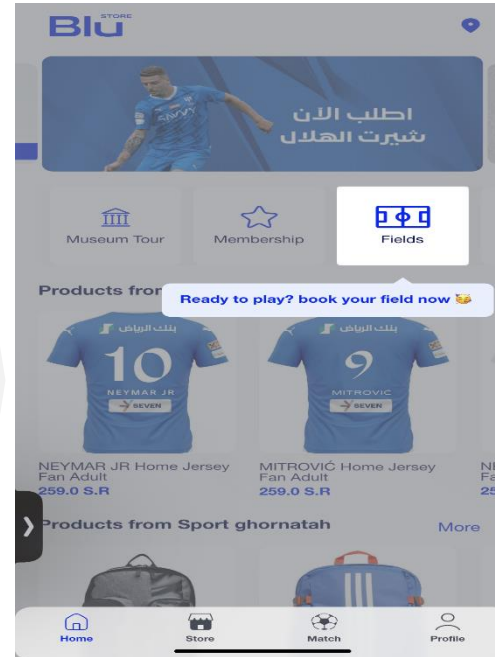 Blu
STORE
SAVVY
اطلب الآن
شيرت الهلال
Museum Tour
Membership
Fields
Products from
Ready to play? book your field now 🥳
بنك الرياض
10
NEYMAR JR
SEVEN
بنك الرياض
9
MITROVIC
SEVEN
NEYMAR JR Home Jersey
Fan Adult
259.0 S.R
MITROVIĆ Home Jersey
Fan Adult
259.0 S.R
Products from Sport ghornatah
More
Home
Store
Match
Profile